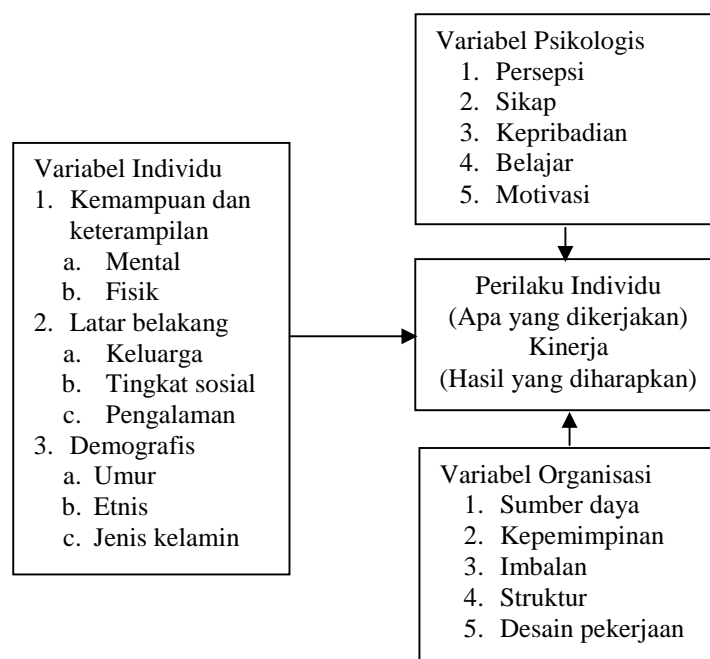 Variabel Psikologis
1. Persepsi
2. Sikap
3. Kepribadian
4. Belajar
5. Motivasi
Variabel Individu
1. Kemampuan dan
keterampilan
a. Mental
b. Fisik
2. Latar belakang
a. Keluarga
b. Tingkat sosial
c. Pengalaman
3. Demografis
a. Umur
b. Etnis
c. Jenis kelamin
Perilaku Individu
(Apa yang dikerjakan)
Kinerja
(Hasil yang diharapkan)
Variabel Organisasi
1. Sumber daya
2. Kepemimpinan
3. Imbalan
4. Struktur
5. Desain pekerjaan